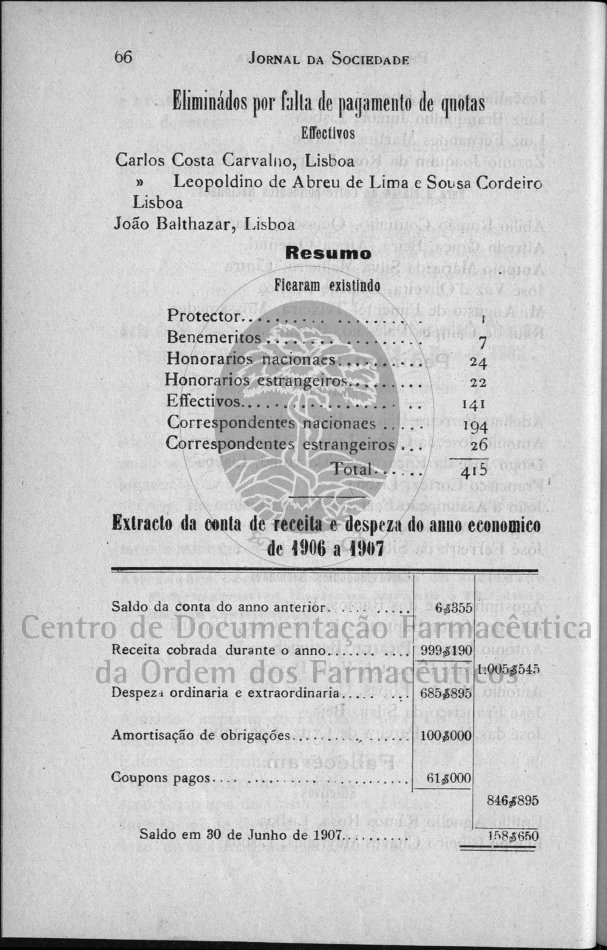 66 JORNAL DA SOCIEDADE
Eliminádos por falta de pagamento de quotas
Effectivos
Carlos Costa Carvalho, Lisboa
» Leopoldino de Abreu de Lima e Sousa Cordeiro
Lisboa
João Balthazar, Lisboa
Resumo
Ficaram existindo
Protector.................. 1
Benemeritos................ 7
Honorarios nacionaes.......... 24
Honorarios estrangeiros......... 22
Effectivos................ 141
Correspondentes nacionaes ..... 194
Correspondentes estrangeiros ... 26
Total...... 415
Extracto da conta de receita e despeza do anno economico
de 1906 a 1907
Saldo da conta do anno anterior........... 6$355
Centro de Documentação Farmacêutica
Receita cobrada durante o anno........... 999$190
1:005$545
da Ordem dos Farmacêuticos
Despeza ordinaria e extraordinaria......... 685$895
Amortisação de obrigações............... 100$000
Coupons pagos......................... 61$000
846$895
Saldo em 30 de Junho de 1907.......... 158$650